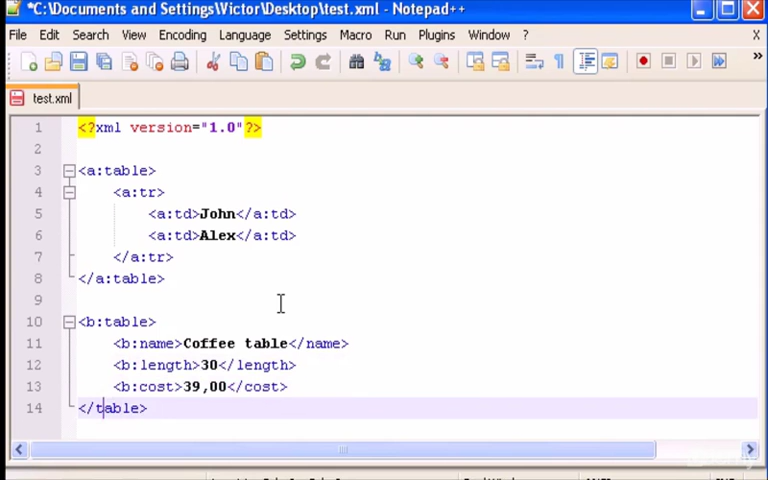 *C:\Documents and Settings\Victor\Desktop\test.xml - Notepad++
File Edit Search View Encoding Language Settings Macro Run Plugins Window ? X
»
test.xml
1 <?xml version="1.0"?>
2
3 <a:table>
4 <a:tr>
5 <a:td>John</a:td>
6 <a:td>Alex</a:td>
7 </a:tr>
8 </a:table>
9
10 <b:table>
11 <b:name>Coffee table</name>
12 <b:length>30</length>
13 <b:cost>39,00</cost>
14 </table>